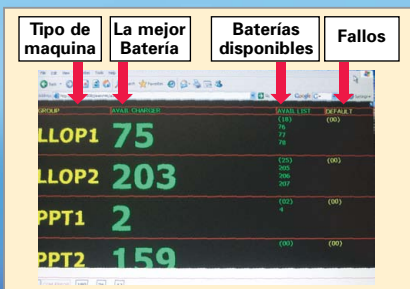 Tipo de
maquina
La mejor
Batería
Baterías
disponibles
Fallos
GROUP
AVAIL CHARGER
AVAIL LIST
DEFAULT
LLOP1
75
(18)
76
77
78
(00)
LLOP2
203
(25)
205
206
207
(00)
PPT1
2
(02)
4
(00)
PPT2
159
(00)
(00)